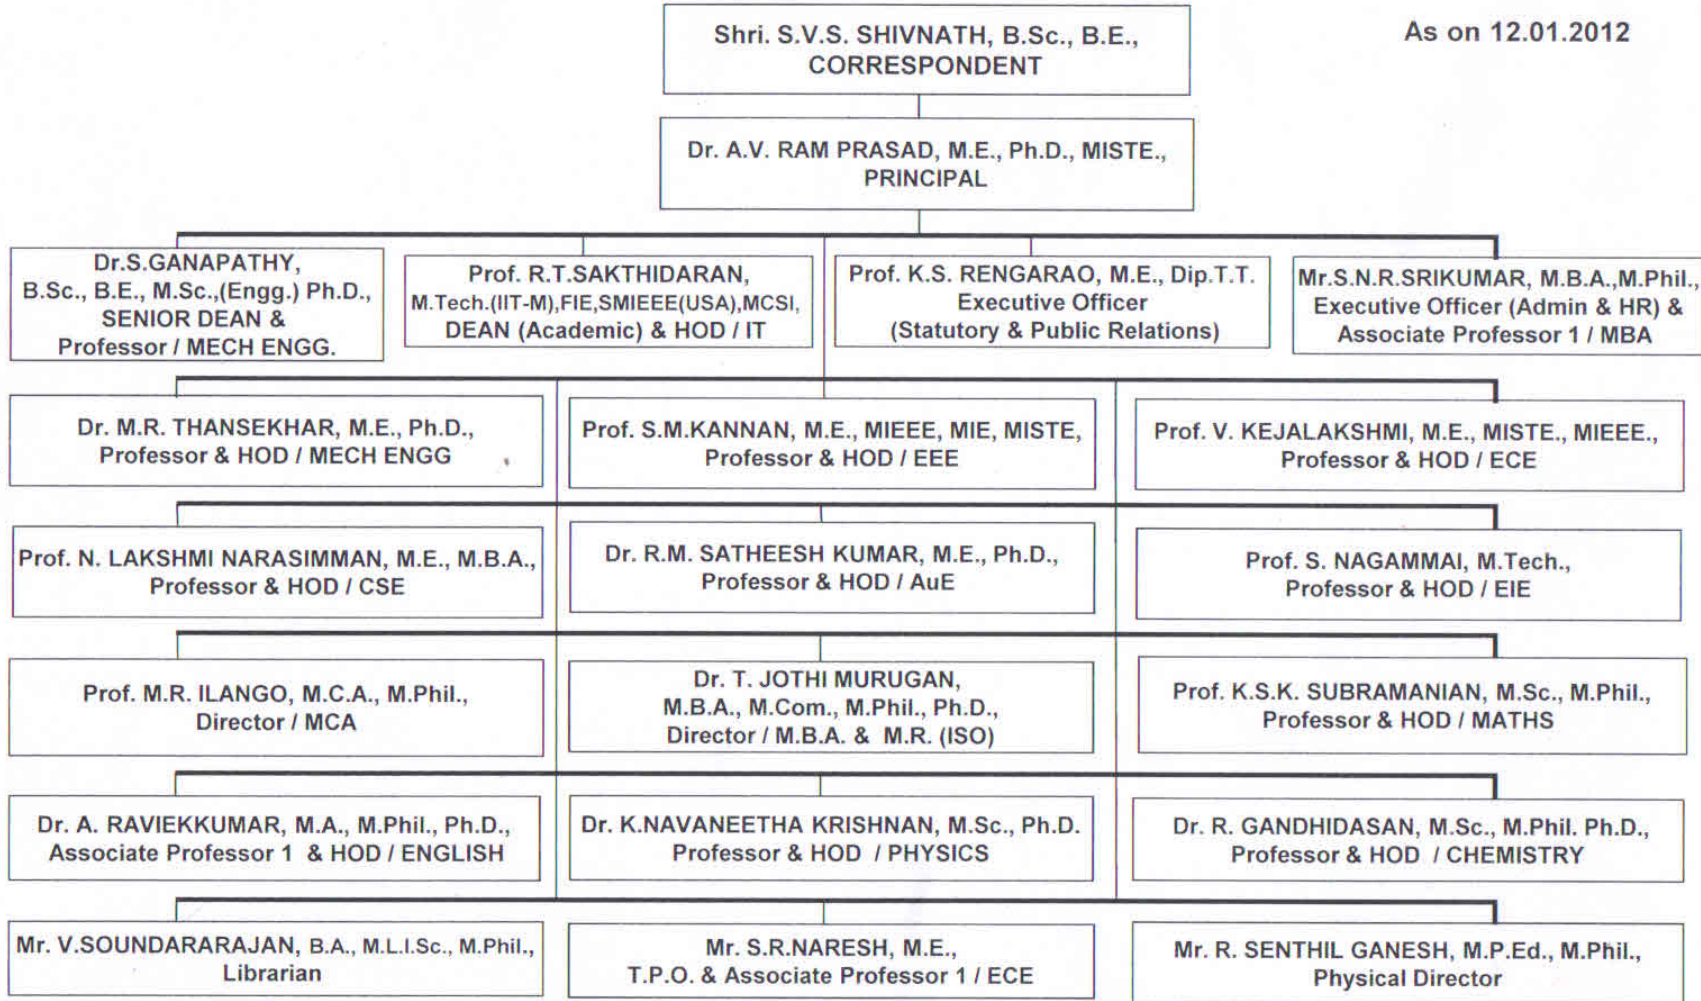 As on 12.01.2012
Shri. S.V.S. SHIVNATH, B.Sc., B.E.,
CORRESPONDENT
Dr. A.V. RAM PRASAD, M.E., Ph.D., MISTE.,
PRINCIPAL
Dr.S.GANAPATHY,
B.Sc., B.E., M.Sc.,(Engg.) Ph.D.,
SENIOR DEAN &
Professor / MECH ENGG.
Prof. R.T.SAKTHIDARAN,
M.Tech.(IIT-M),FIE,SMIEEE(USA),MCSI,
DEAN (Academic) & HOD / IT
Prof. K.S. RENGARAO, M.E., Dip.T.T.
Executive Officer
(Statutory & Public Relations)
Mr.S.N.R.SRIKUMAR, M.B.A.,M.Phil.,
Executive Officer (Admin & HR) &
Associate Professor 1 / MBA
Dr. M.R. THANSEKHAR, M.E., Ph.D.,
Professor & HOD / MECH ENGG
Prof. S.M.KANNAN, M.E., MIEEE, MIE, MISTE,
Professor & HOD / EEE
Prof. V. KEJALAKSHMI, M.E., MISTE., MIEEE.,
Professor & HOD / ECE
Prof. N. LAKSHMI NARASIMMAN, M.E., M.B.A.,
Professor & HOD / CSE
Dr. R.M. SATHEESH KUMAR, M.E., Ph.D.,
Professor & HOD / AuE
Prof. S. NAGAMMAI, M.Tech.,
Professor & HOD / EIE
Prof. M.R. ILANGO, M.C.A., M.Phil.,
Director / MCA
Dr. T. JOTHI MURUGAN,
M.B.A., M.Com., M.Phil., Ph.D.,
Director / M.B.A. & M.R. (ISO)
Prof. K.S.K. SUBRAMANIAN, M.Sc., M.Phil.,
Professor & HOD / MATHS
Dr. A. RAVIEKKUMAR, M.A., M.Phil., Ph.D.,
Associate Professor 1 & HOD / ENGLISH
Dr. K.NAVANEETHA KRISHNAN, M.Sc., Ph.D.
Professor & HOD / PHYSICS
Dr. R. GANDHIDASAN, M.Sc., M.Phil. Ph.D.,
Professor & HOD / CHEMISTRY
Mr. V.SOUNDARARAJAN, B.A., M.L.I.Sc., M.Phil.,
Librarian
Mr. S.R.NARESH, M.E.,
T.P.O. & Associate Professor 1 / ECE
Mr. R. SENTHIL GANESH, M.P.Ed., M.Phil.,
Physical Director